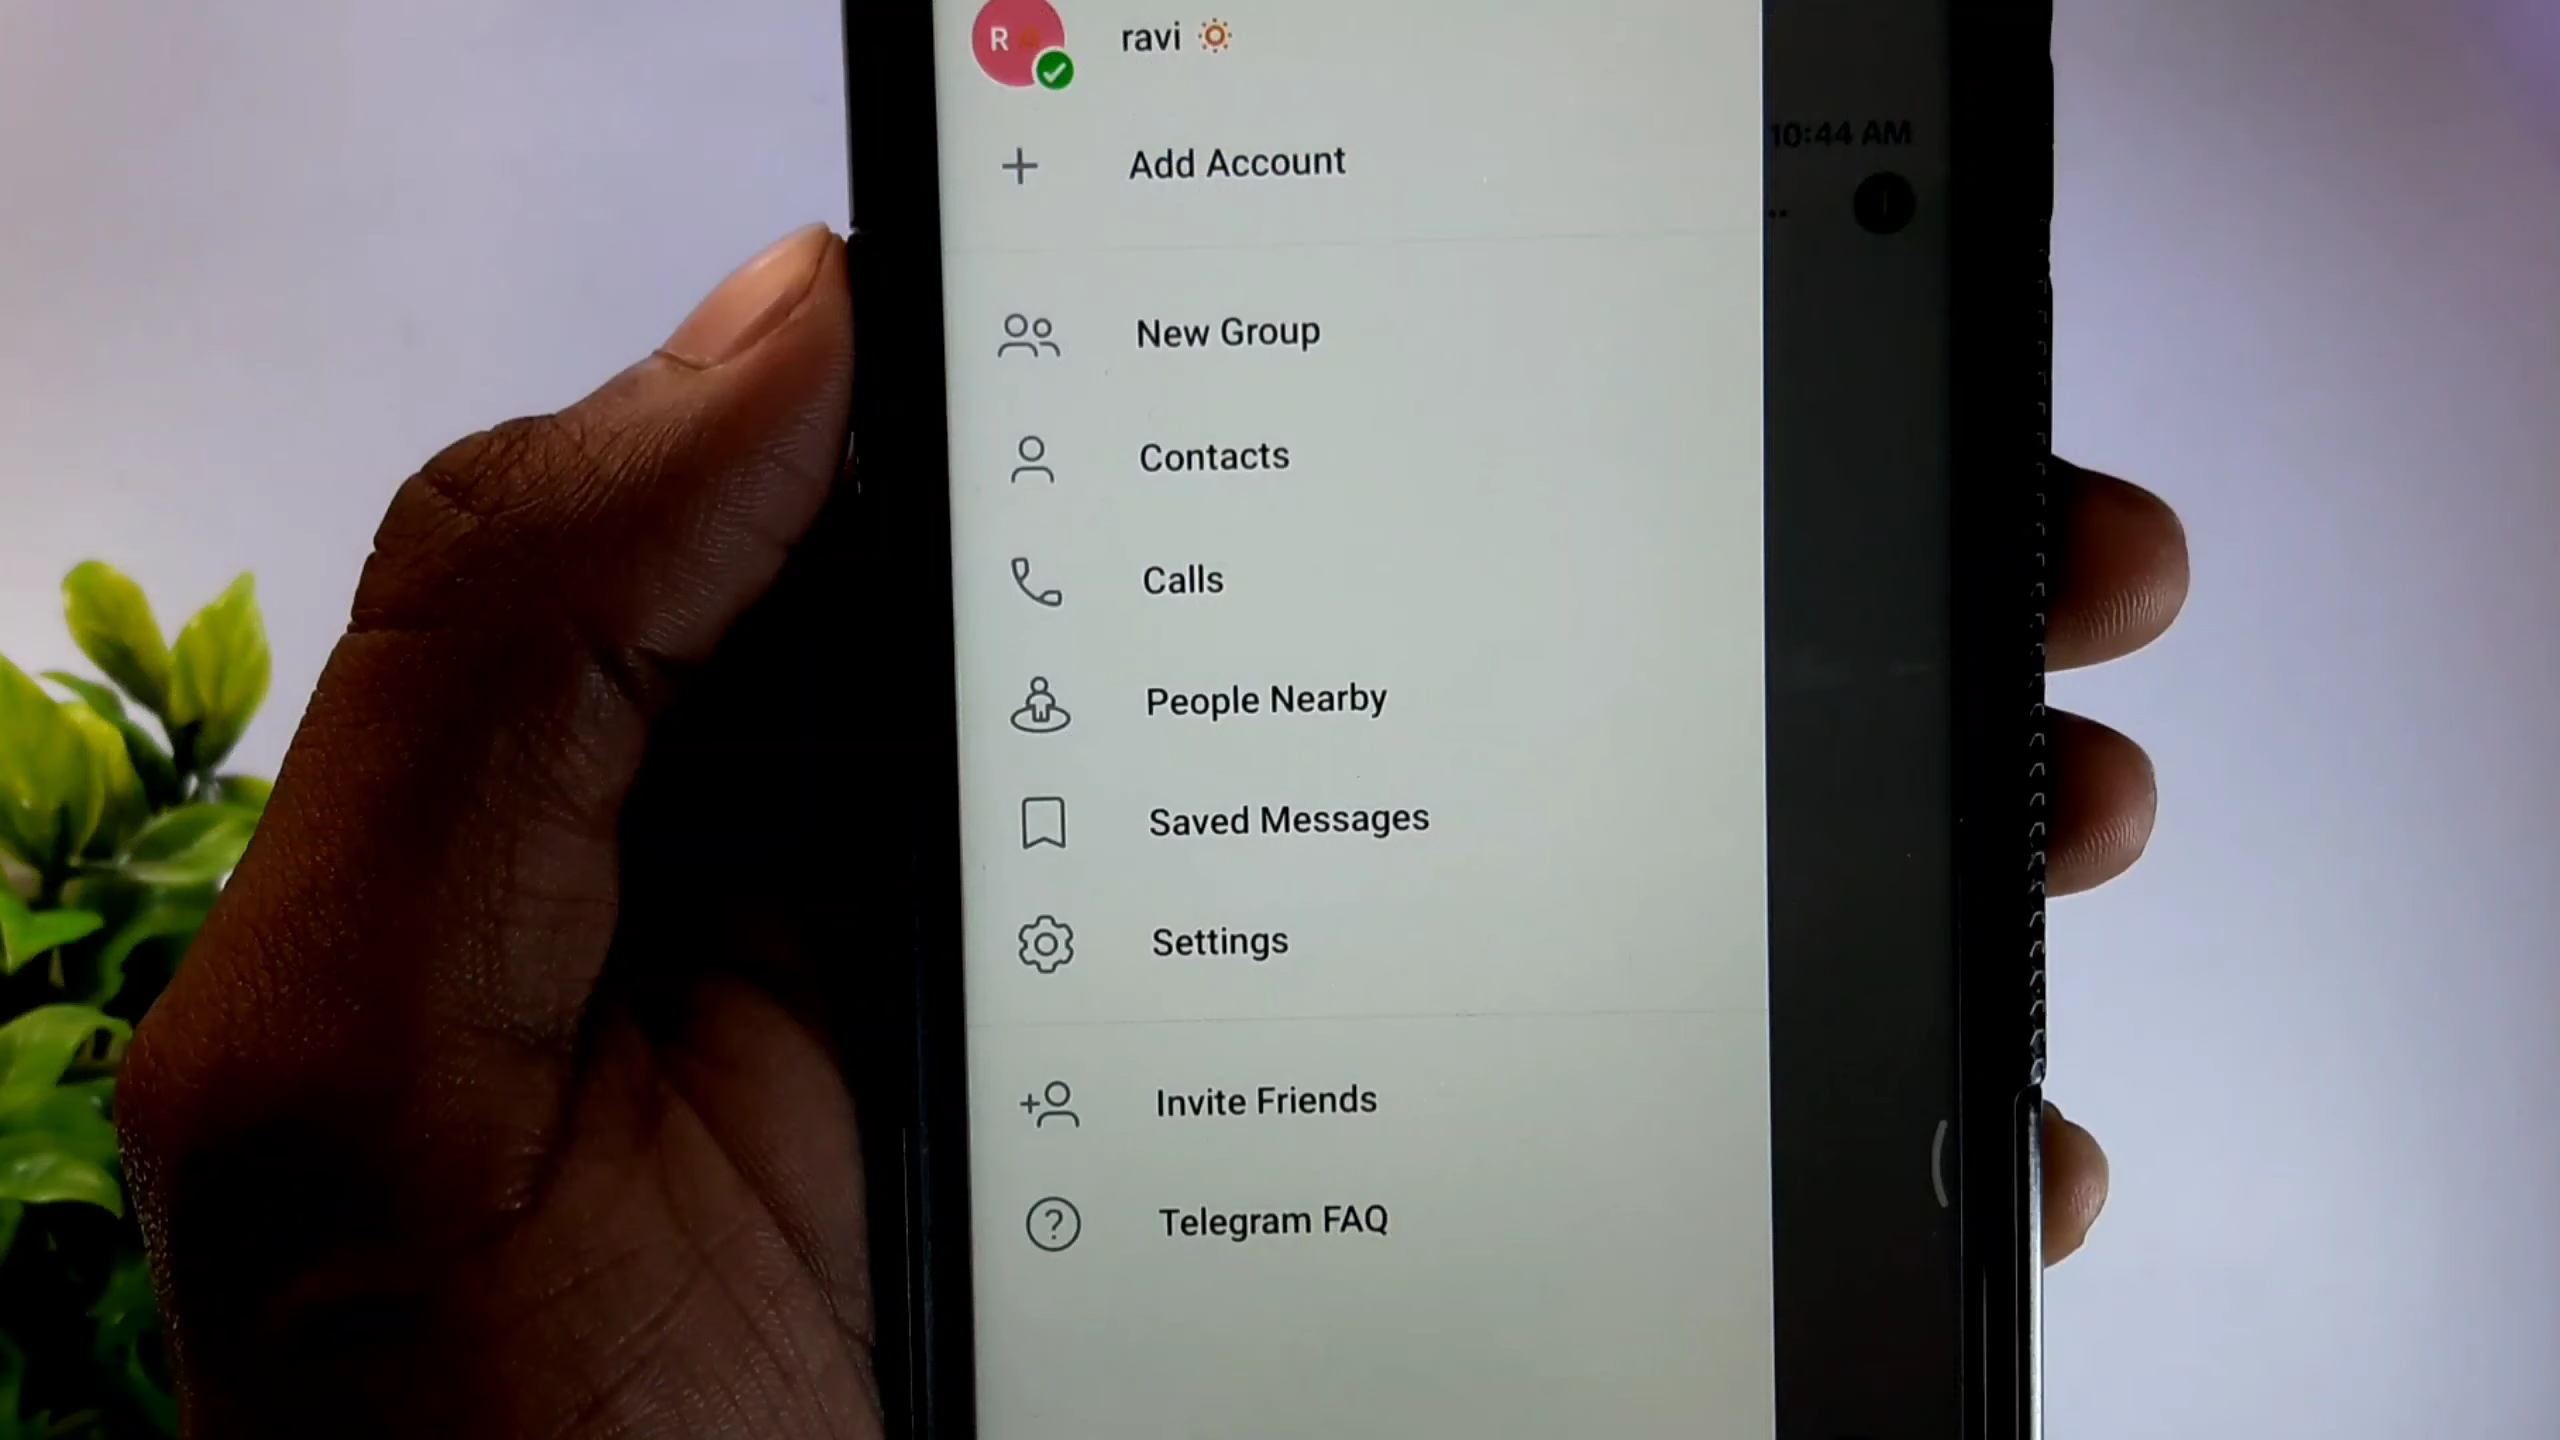 R
ravi
Add Account
10:44 AM
New Group
Contacts
Calls
People Nearby
Saved Messages
Settings
Invite Friends
Telegram FAQ